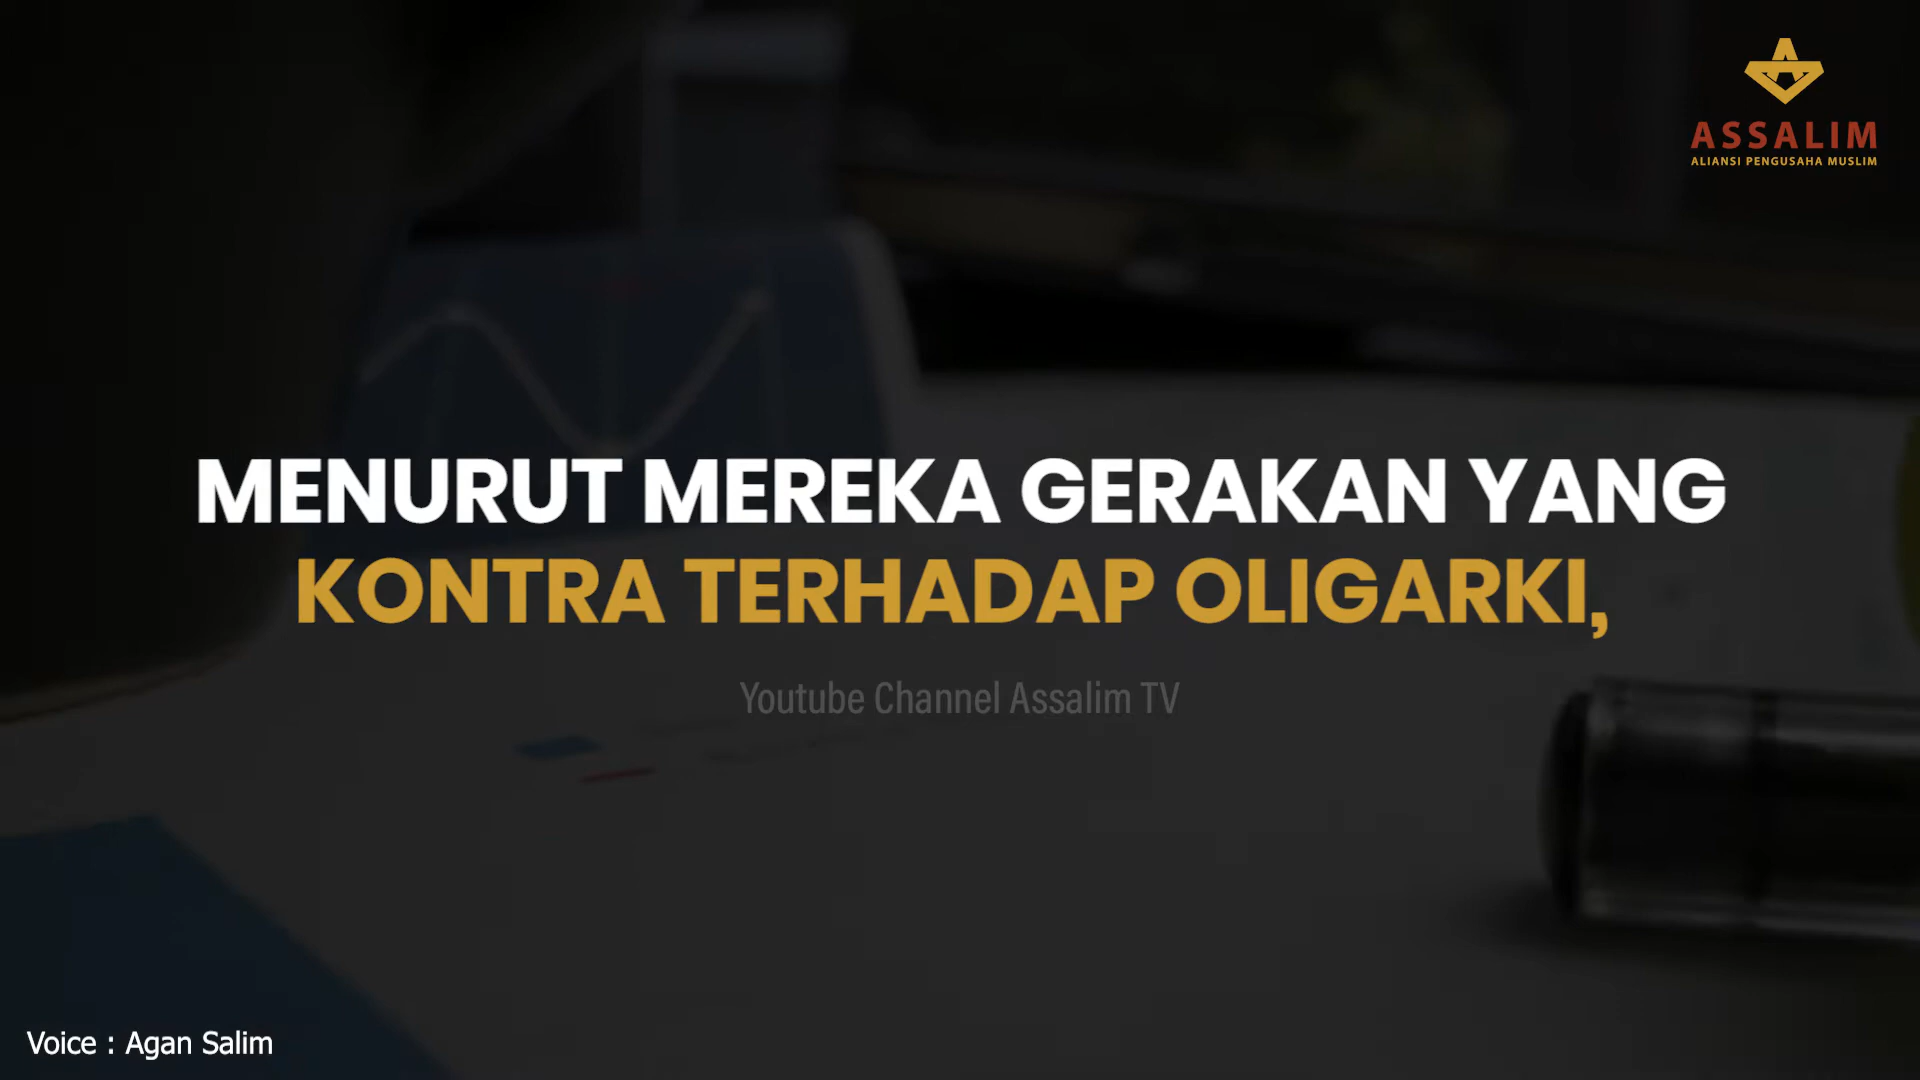 ASSALIM
ALIANSI PENGUSAHA MUSLIM
MENURUT MEREKA GERAKAN YANG
KONTRA TERHADAP OLIGARKI,
Youtube Channel Assalim TV
Voice : Agan Salim